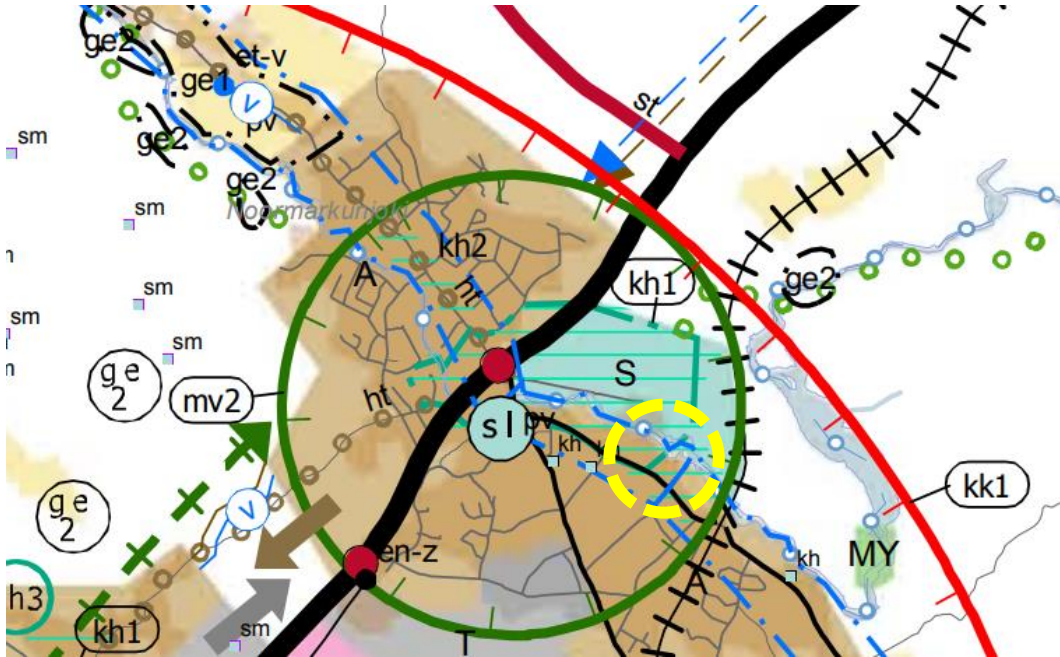 ge2
et-v
ge1
v
pv
st
sm
ge2
ge2
sm
Noormarkunjoki
kh2
kh1
ge2
A
ht
sm
sm
g e
2
mv2
S
ht
s l
pv
kh
kk1
g e
2
v
en-z
kh
MY
h3
A
kh1
sm
T